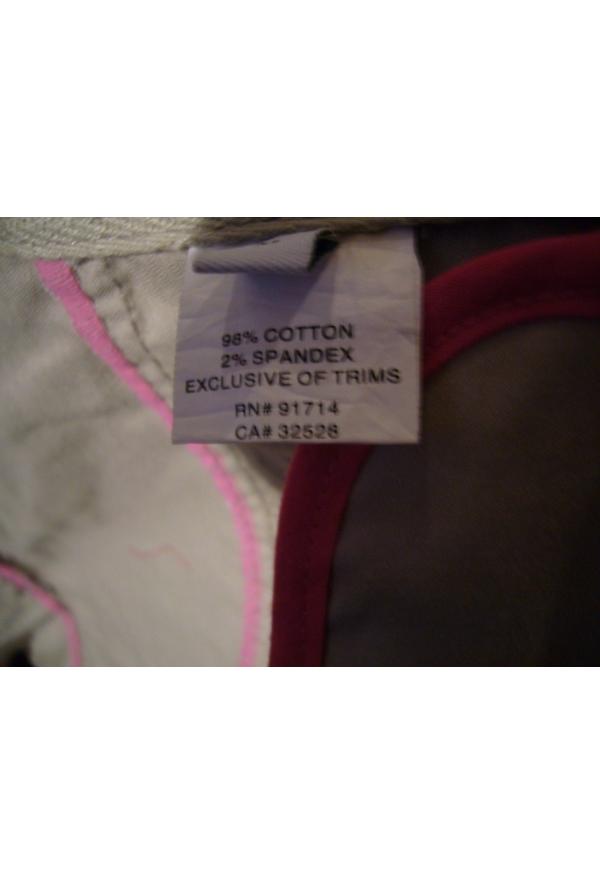 98% COTTON
2% SPANDEX
EXCLUSIVE OF TRIMS
RN# 91714
CA# 32526